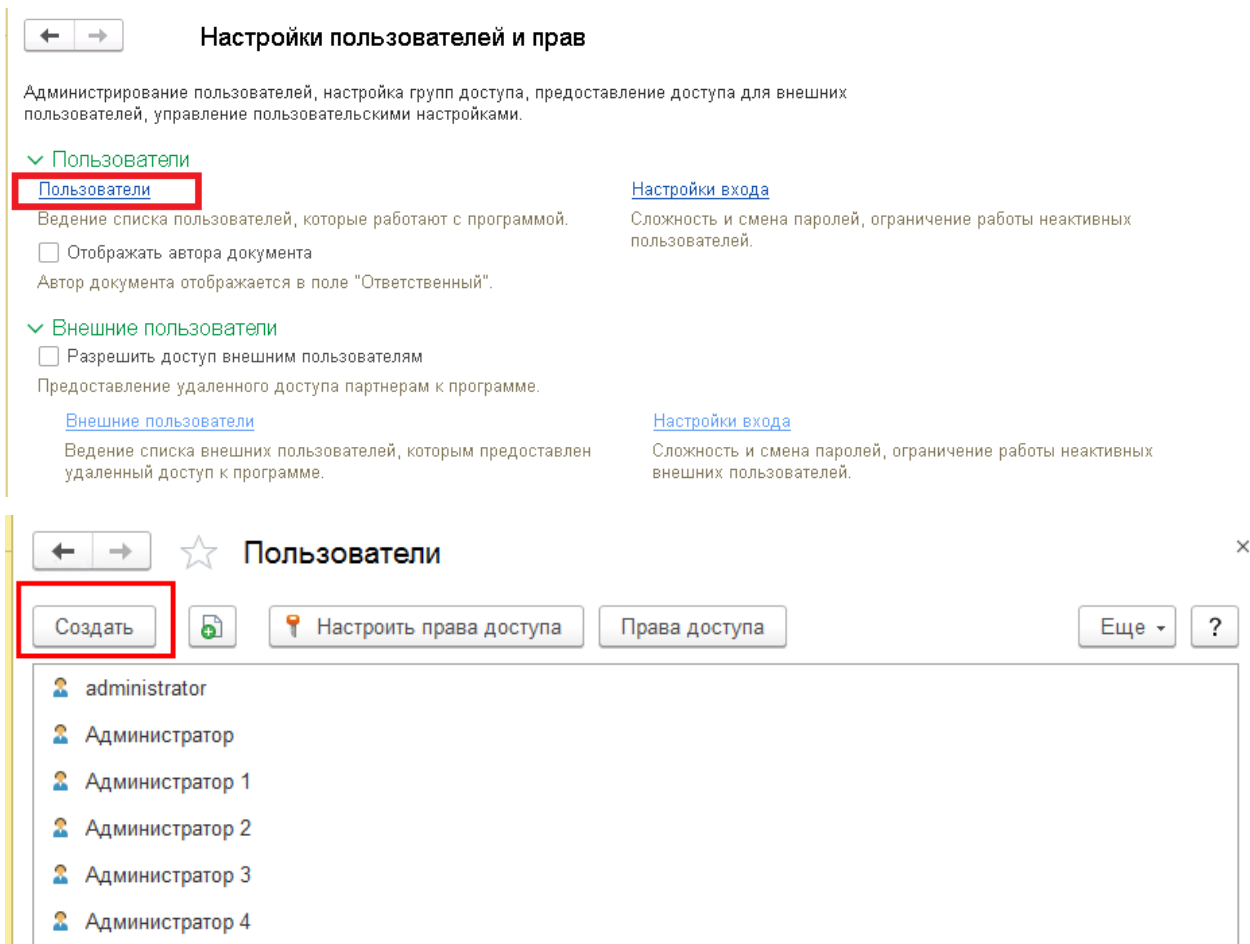 Настройки пользователей и прав
Администрирование пользователей, настройка групп доступа, предоставление доступа для внешних
пользователей, управление пользовательскими настройками.
Пользователи
Пользователи
Настройки входа
Ведение списка пользователей, которые работают с программой.
Сложность и смена паролей, ограничение работы неактивных
пользователей.
Отображать автора документа
Автор документа отображается в поле "Ответственный".
Внешние пользователи
Разрешить доступ внешним пользователям
Предоставление удаленного доступа партнерам к программе.
Внешние пользователи
Настройки входа
Ведение списка внешних пользователей, которым предоставлен
удаленный доступ к программе.
Сложность и смена паролей, ограничение работы неактивных
внешних пользователей.
Пользователи
Создать
Настроить права доступа
Права доступа
Еще
?
administrator
Администратор
Администратор 1
Администратор 2
Администратор 3
Администратор 4